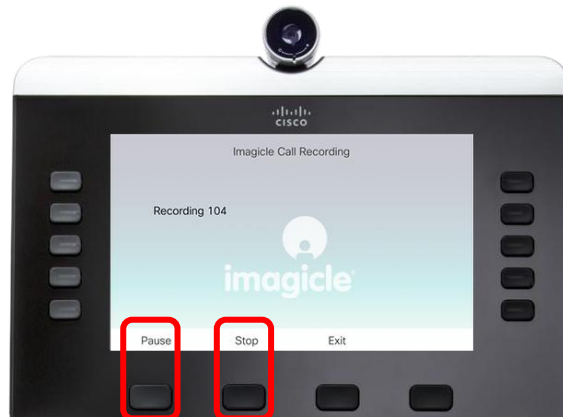 CISCO
Imagicle Call Recording
Recording 104
imagicle
Pause Stop Exit